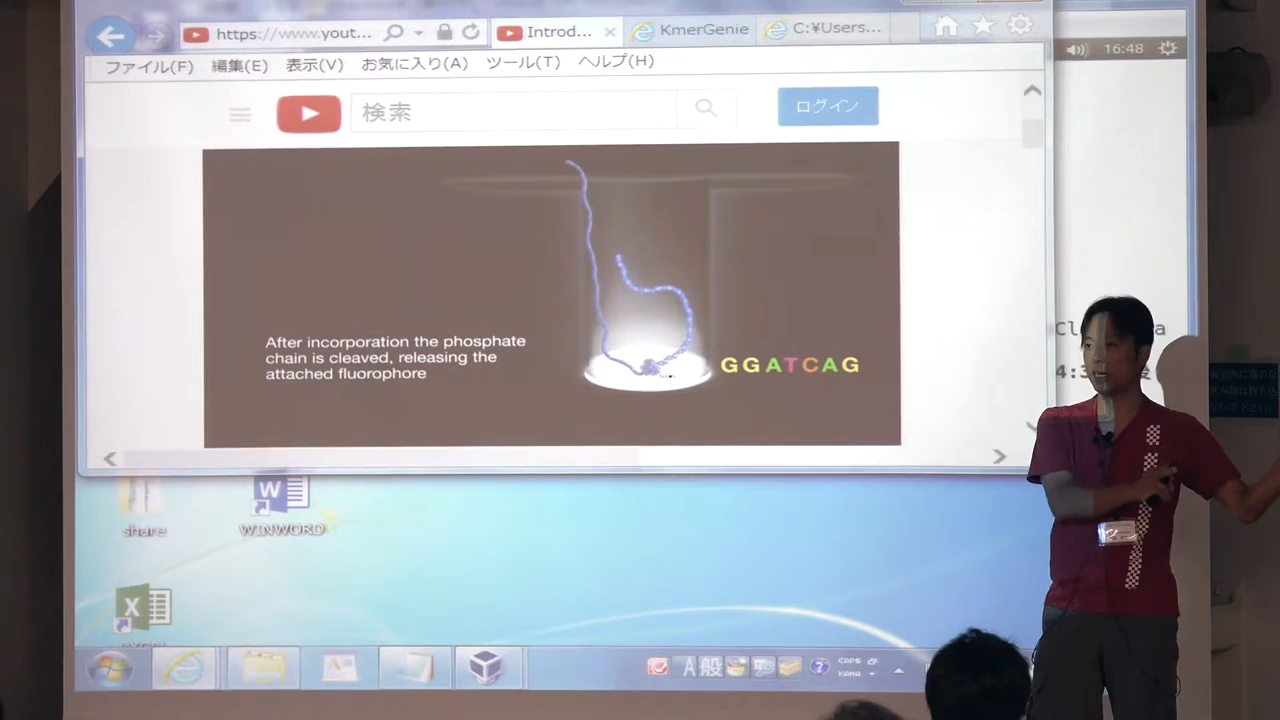 https://www.yout...
Introd...
KmerGenie
C:¥Users...
16:48
ファイル(F) 編集(E) 表示(V) お気に入り(A) ツール(T) ヘルプ(H)
検索
ログイン
After incorporation the phosphate
chain is cleaved, releasing the
attached fluorophore
GGATCAG
share
W
WINWORD
X
A 般
CAPS
KANA